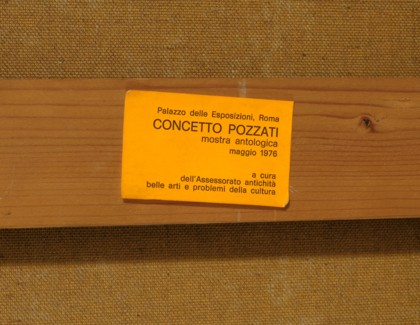 Palazzo delle Esposizioni, Roma
CONCETTO POZZATI
mostra antologica
maggio 1976
a cura
dell'Assessorato antichità
belle arti e problemi della cultura